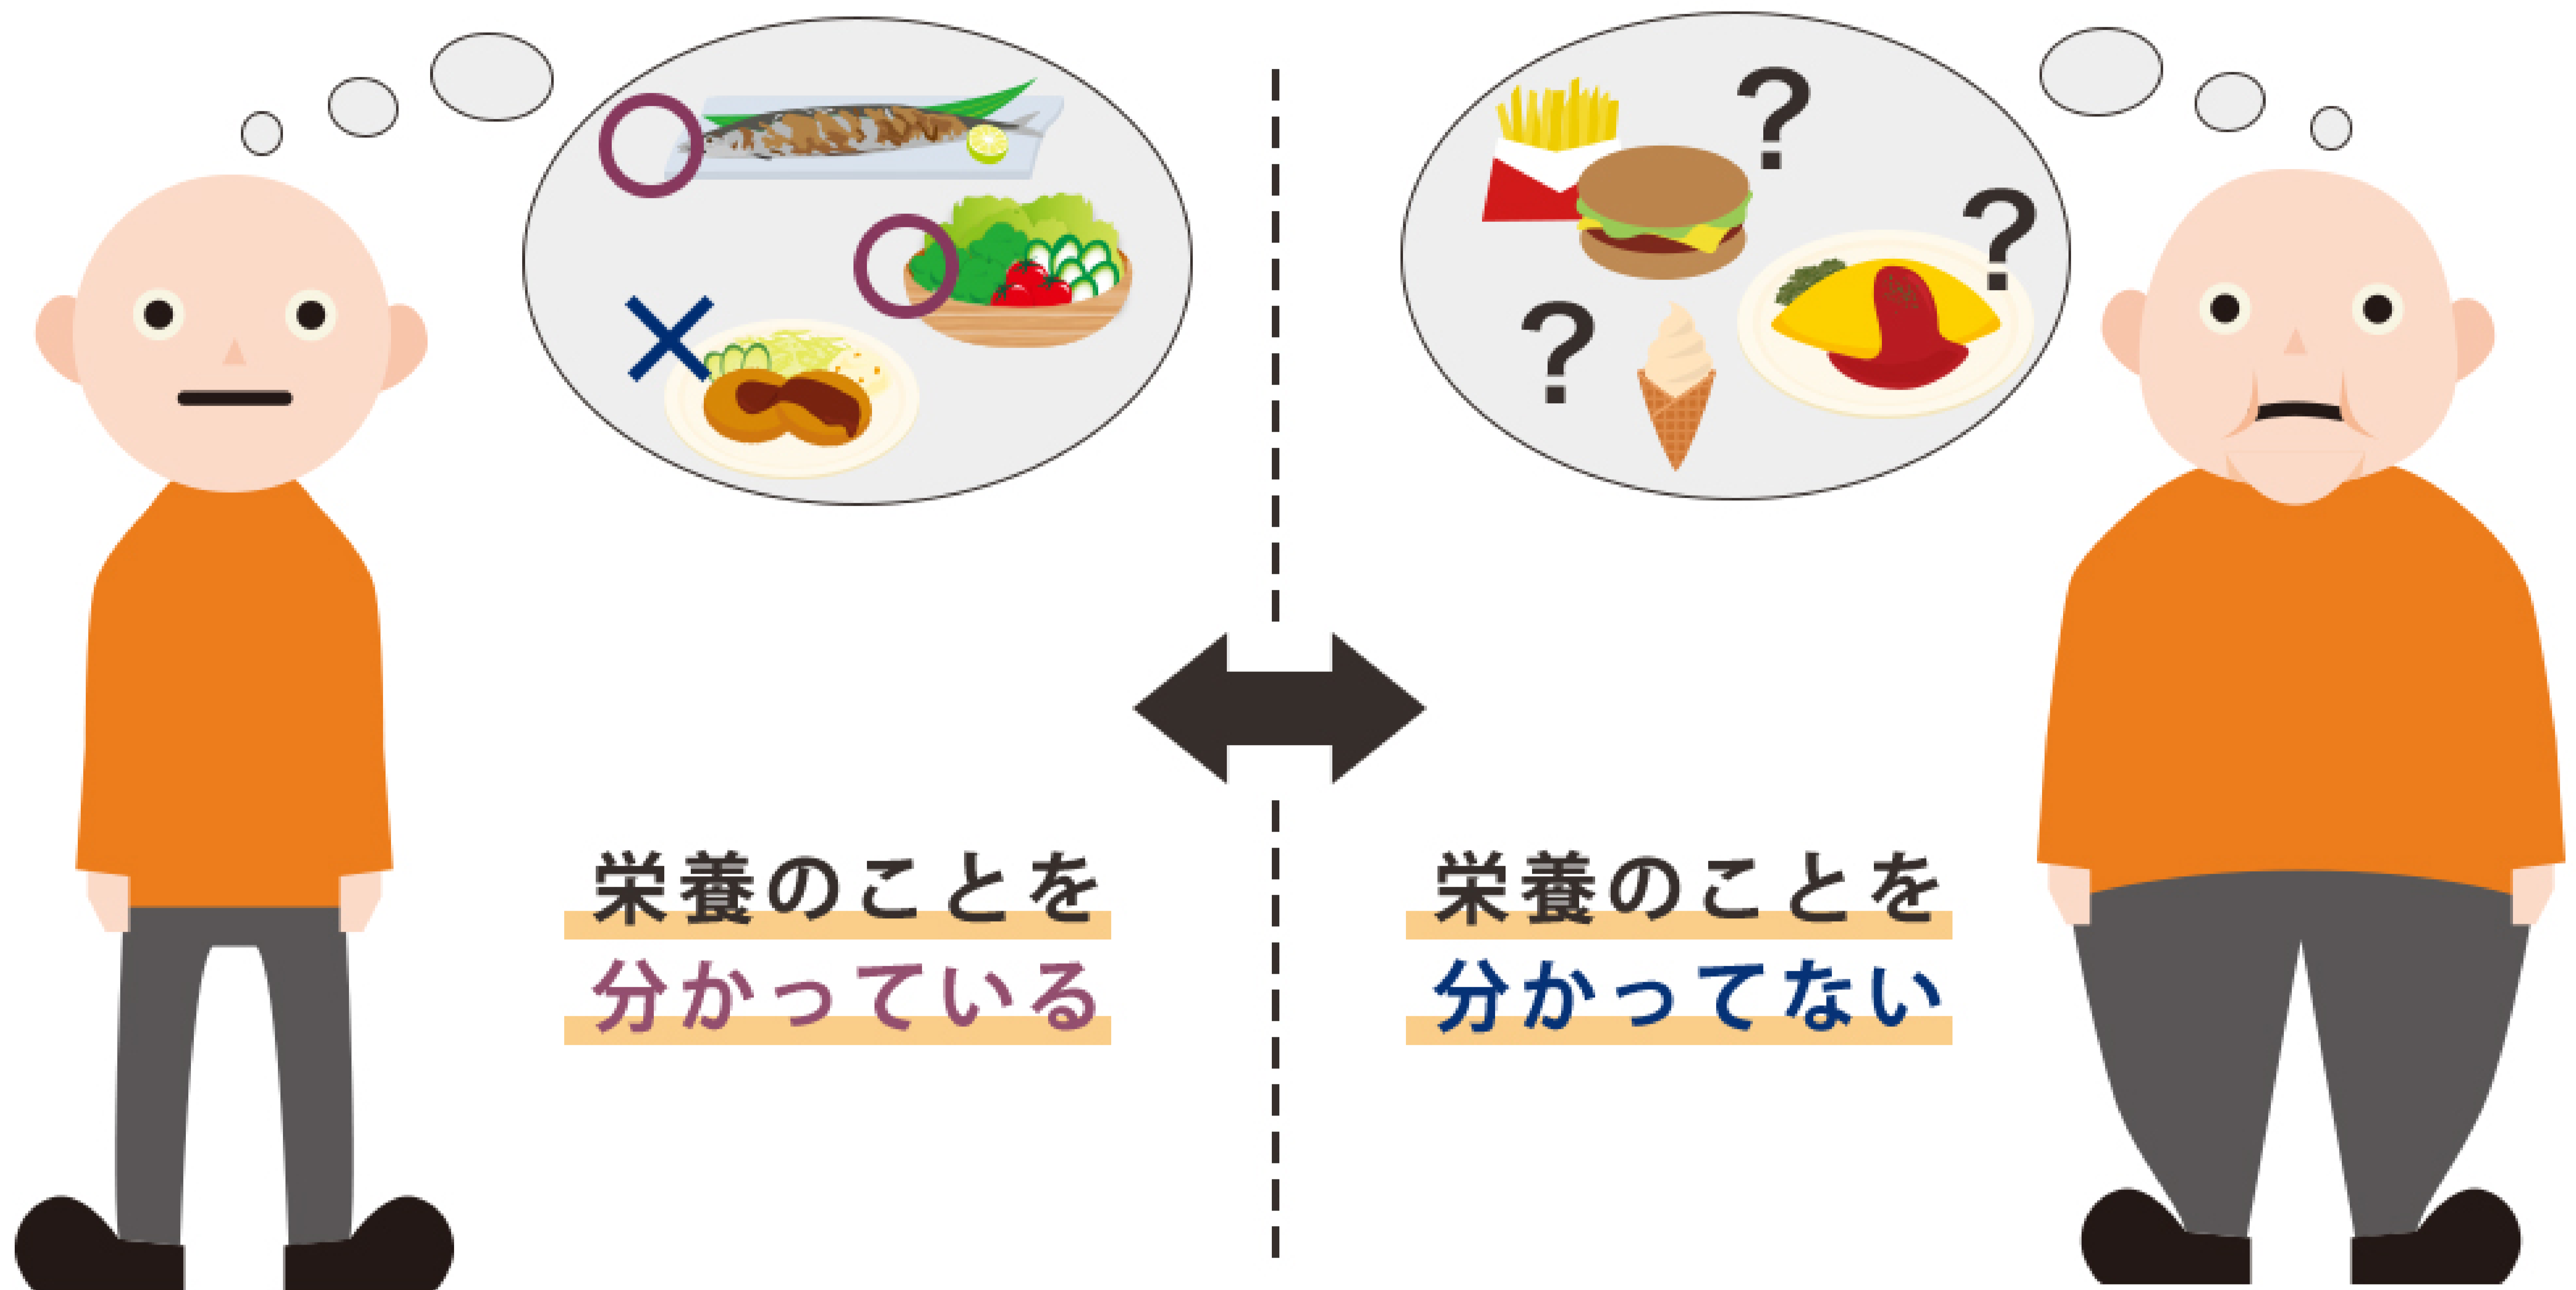 ?
?
?
栄養のことを
分かっている
栄養のことを
分かってない